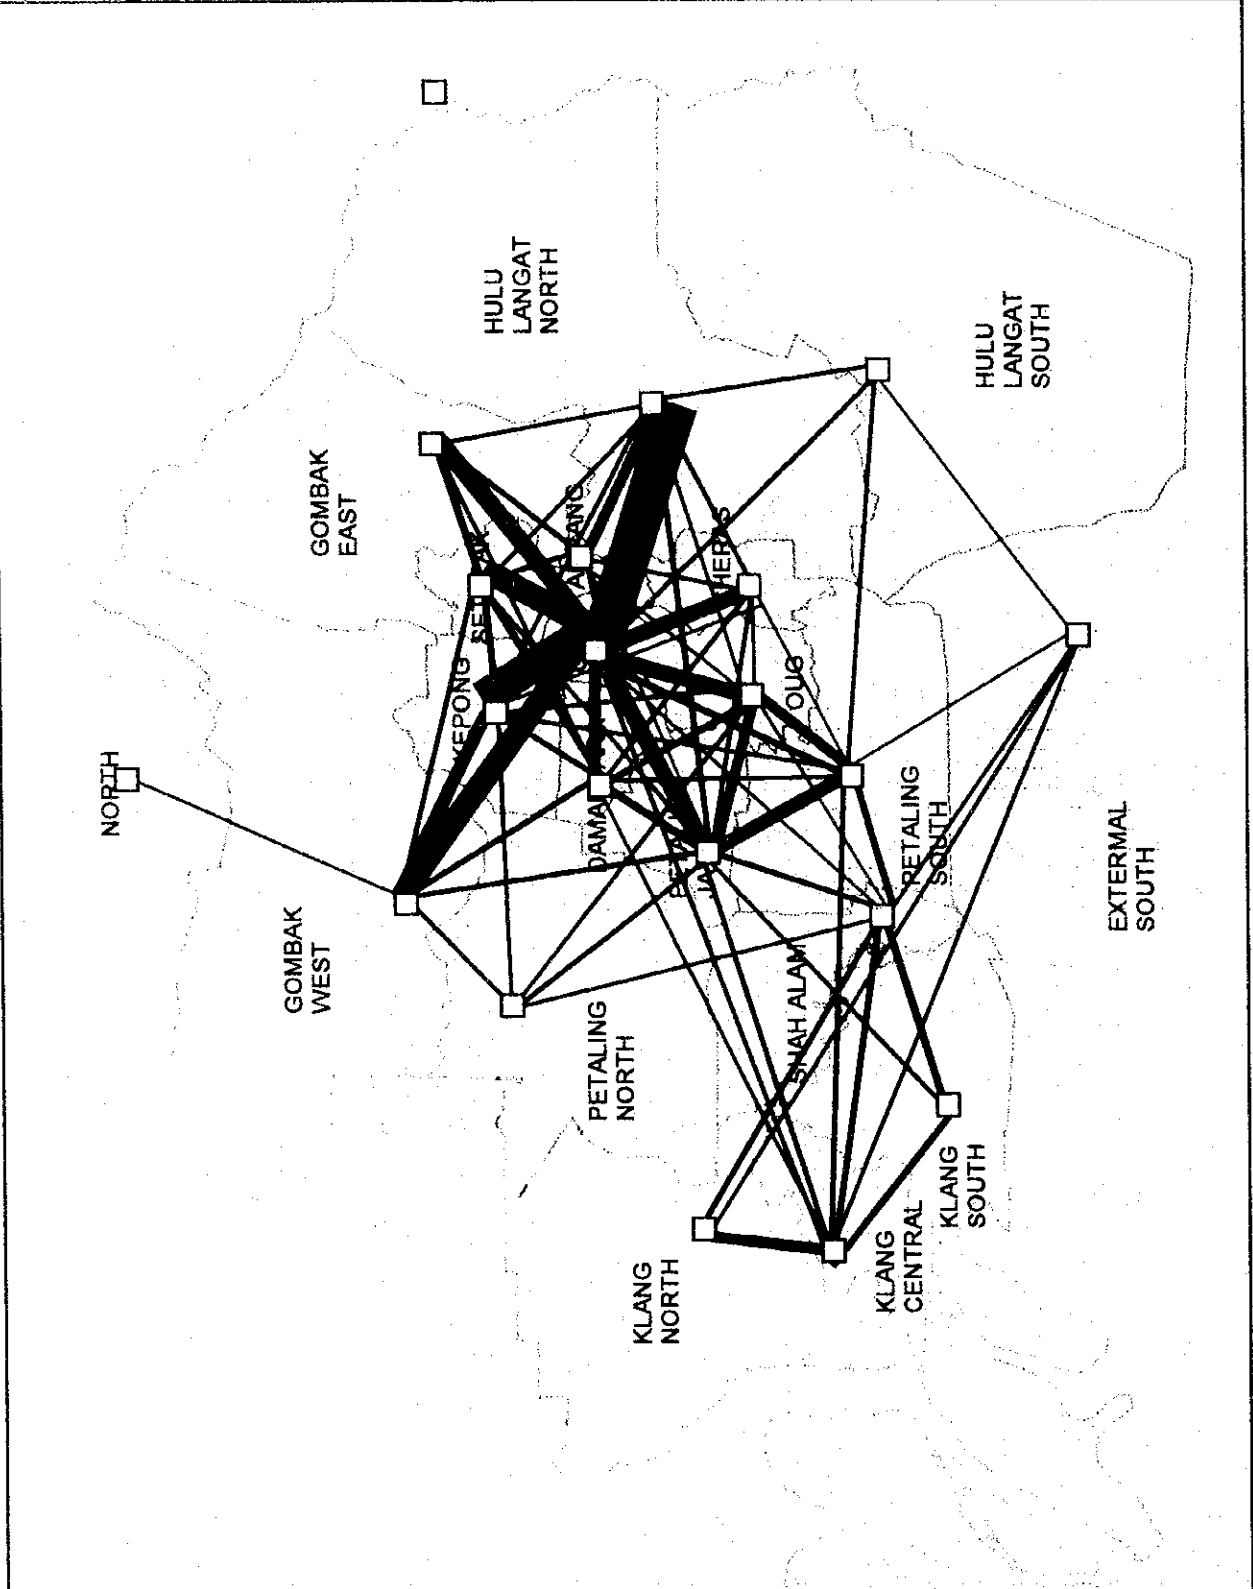 NORTH
GOMBAK
EAST
HULU
LANGAT
NORTH
HULU
LANGAT
SOUTH
KEPONG
OUG
GOMBAK
WEST
PETALING
NORTH
PETALING
SOUTH
SHAH ALAM
EXTERMAL
SOUTH
KLANG
NORTH
KLANG
CENTRAL
KLANG
SOUTH